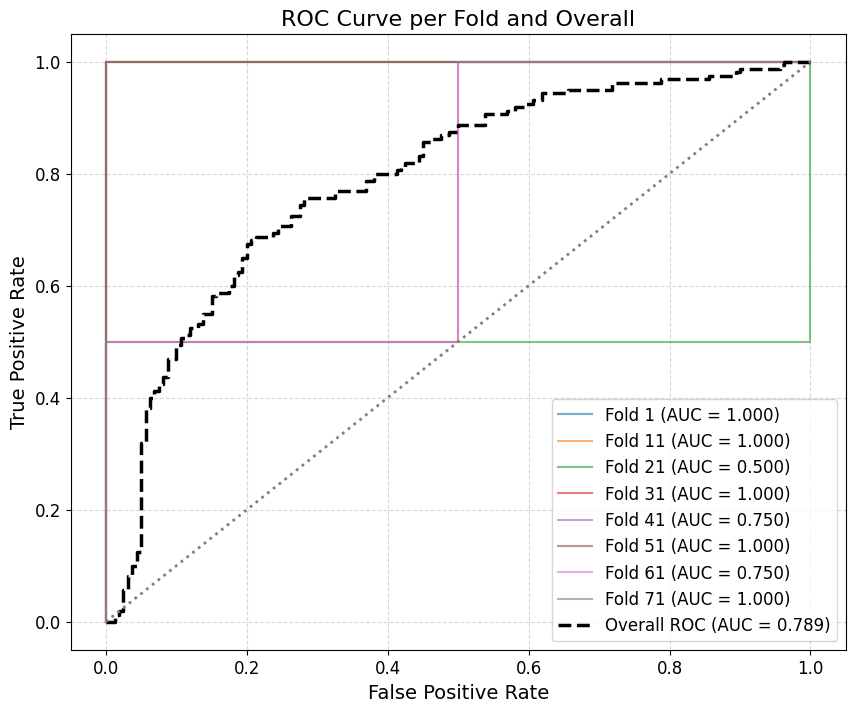 ROC Curve per Fold and Overall
True Positive Rate
1.0
0.8
0.6
0.4
0.2
0.0
Fold 1 (AUC = 1.000)
Fold 11 (AUC = 1.000)
Fold 21 (AUC = 0.500)
Fold 31 (AUC = 1.000)
Fold 41 (AUC = 0.750)
Fold 51 (AUC = 1.000)
Fold 61 (AUC = 0.750)
Fold 71 (AUC = 1.000)
Overall ROC (AUC = 0.789)
0.0 0.2 0.4 0.6 0.8 1.0
False Positive Rate